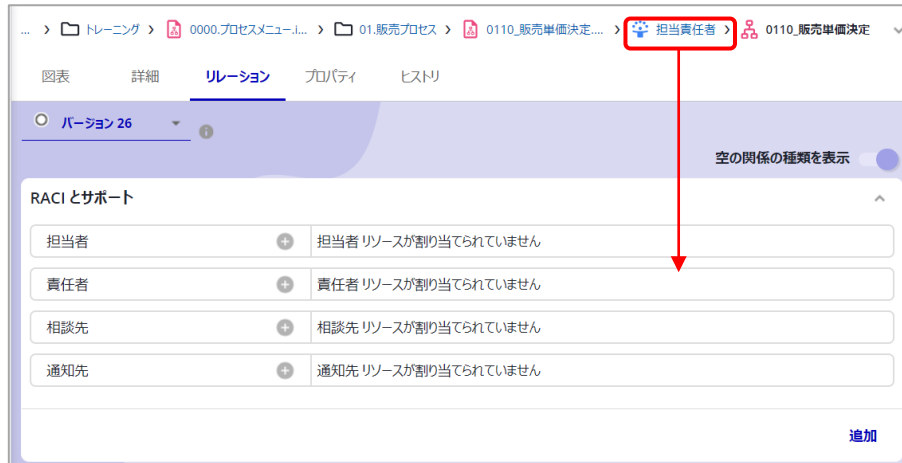 ... > トレーニング > 0000.プロセスメニュー.i... > 01.販売プロセス > 0110_販売単価決定.... > 担当責任者 > 0110_販売単価決定
図表 詳細 リレーション プロパティ ヒストリ
バージョン 26
空の関係の種類を表示
RACI とサポート
担当者 担当者 リソースが割り当てられていません
責任者 責任者 リソースが割り当てられていません
相談先 相談先 リソースが割り当てられていません
通知先 通知先 リソースが割り当てられていません
追加